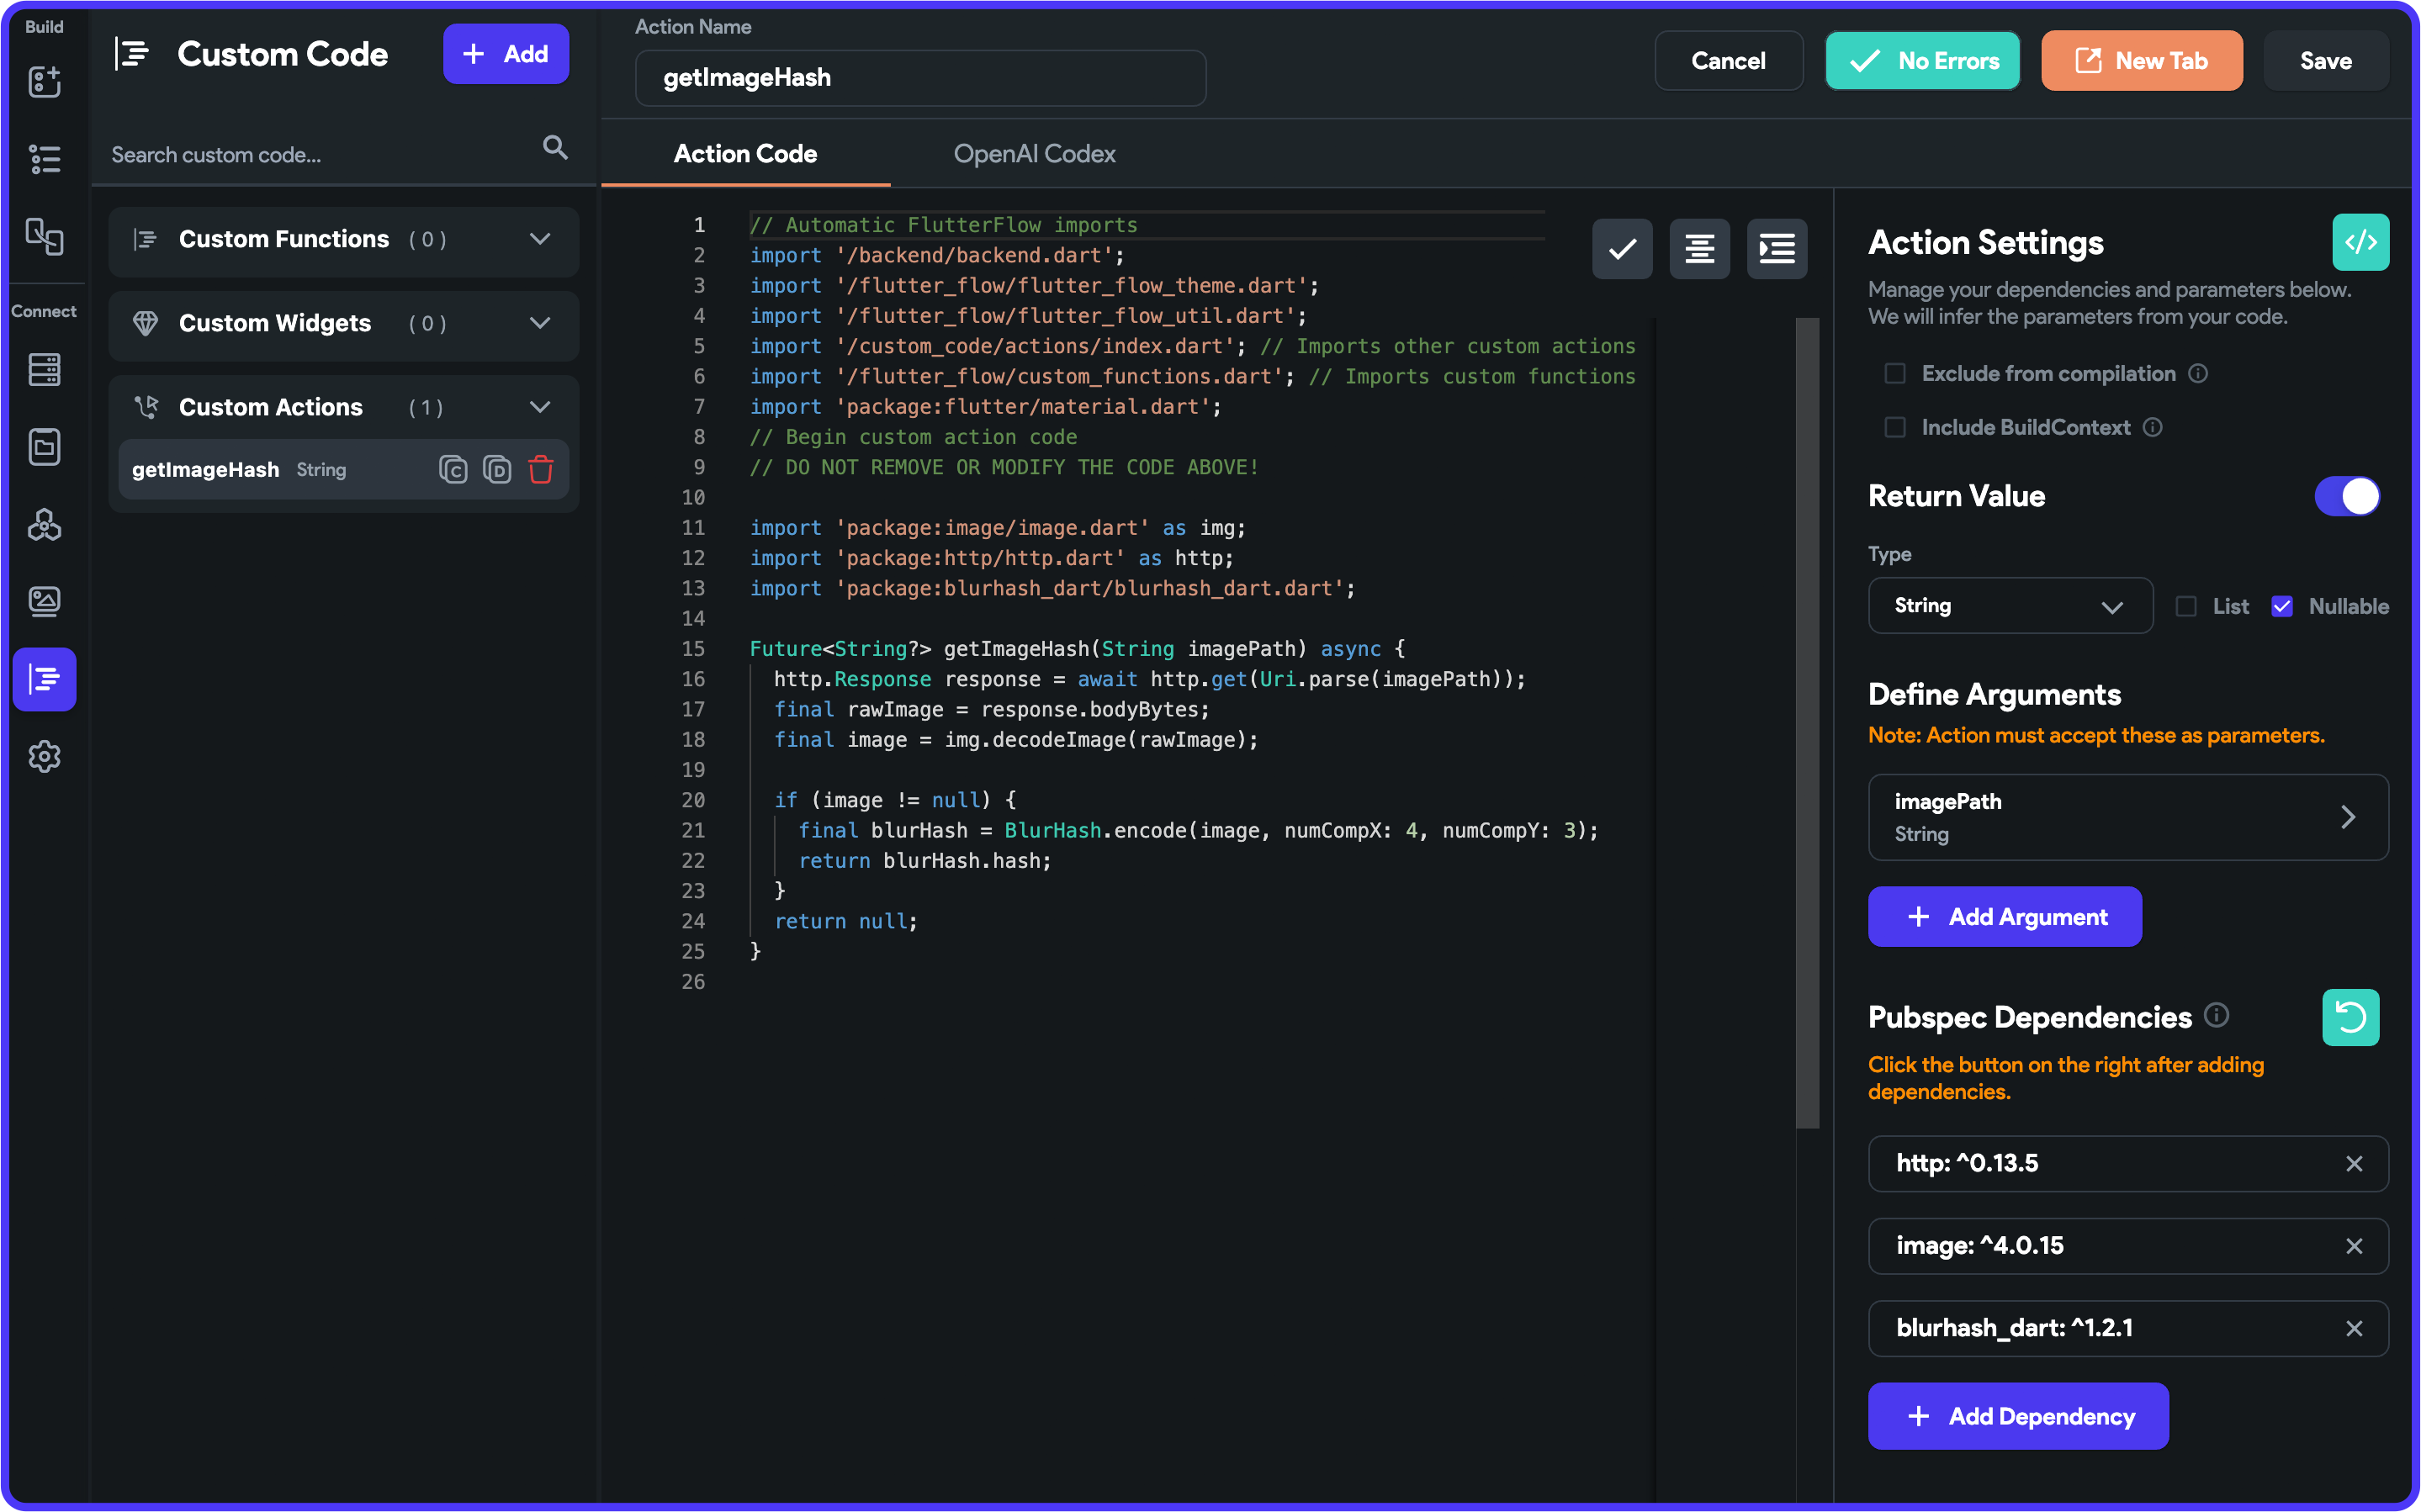 Build
Custom Code
+ Add
Search custom code...
Custom Functions ( 0 )
Custom Widgets ( 0 )
Custom Actions ( 1 )
getImageHash String
Connect
Action Name
getImageHash
Cancel
No Errors
New Tab
Save
Action Code
OpenAI Codex
1 // Automatic FlutterFlow imports
2 import '/backend/backend.dart';
3 import '/flutter_flow/flutter_flow_theme.dart';
4 import '/flutter_flow/flutter_flow_util.dart';
5 import '/custom_code/actions/index.dart'; // Imports other custom actions
6 import '/flutter_flow/custom_functions.dart'; // Imports custom functions
7 import 'package:flutter/material.dart';
8 // Begin custom action code
9 // DO NOT REMOVE OR MODIFY THE CODE ABOVE!
10
11 import 'package:image/image.dart' as img;
12 import 'package:http/http.dart' as http;
13 import 'package:blurhash_dart/blurhash_dart.dart';
14
15 Future<String?> getImageHash(String imagePath) async {
16   http.Response response = await http.get(Uri.parse(imagePath));
17   final rawImage = response.bodyBytes;
18   final image = img.decodeImage(rawImage);
19
20   if (image != null) {
21     final blurHash = BlurHash.encode(image, numCompX: 4, numCompY: 3);
22     return blurHash.hash;
23   }
24   return null;
25 }
26
Action Settings
</>
Manage your dependencies and parameters below.
We will infer the parameters from your code.
Exclude from compilation
Include BuildContext
Return Value
Type
String
List
Nullable
Define Arguments
Note: Action must accept these as parameters.
imagePath
String
+ Add Argument
Pubspec Dependencies
Click the button on the right after adding
dependencies.
http: ^0.13.5
image: ^4.0.15
blurhash_dart: ^1.2.1
+ Add Dependency